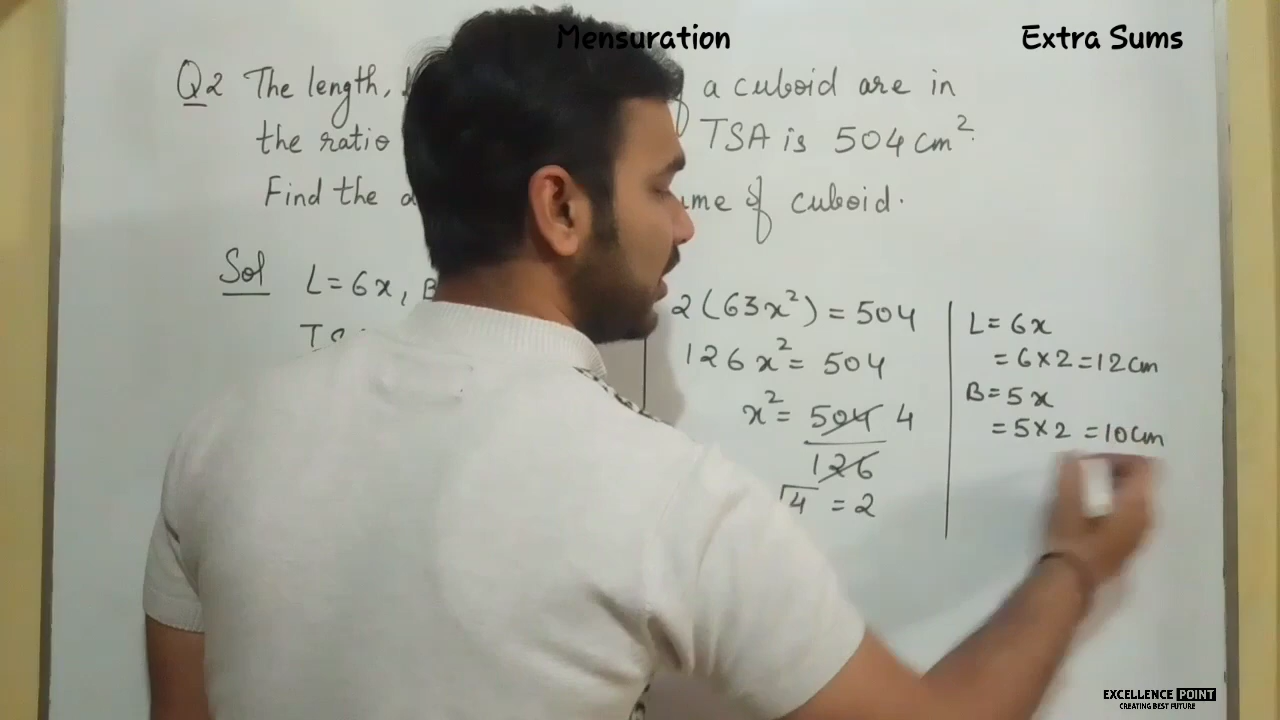 Mensuration
Extra Sums
Q2 The length, a cuboid are in
the ratio TSA is 504 cm².
Find the of cuboid.
Sol L = 6x,
2(63x²) = 504
126x² = 504
x² = 504 4
126
√4 = 2
L = 6x
= 6×2 = 12cm
B = 5x
= 5×2 = 10cm
EXCELLENCE POINT
CREATING BEST FUTURE